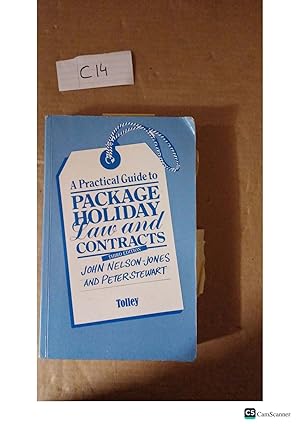 C14
A Practical Guide to
PACKAGE
HOLIDAY
Law and
CONTRACTS
THIRD EDITION
JOHN NELSON-JONES
AND PETER STEWART
Tolley
CS CamScanner